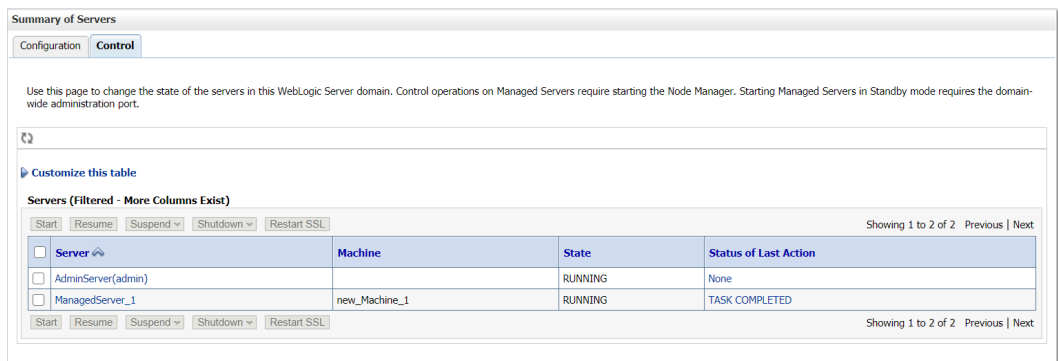 Summary of Servers
Configuration Control
Use this page to change the state of the servers in this WebLogic Server domain. Control operations on Managed Servers require starting the Node Manager. Starting Managed Servers in Standby mode requires the domain-
wide administration port.
Customize this table
Servers (Filtered - More Columns Exist)
Start Resume Suspend Shutdown Restart SSL Showing 1 to 2 of 2 Previous | Next
Server Machine State Status of Last Action
AdminServer(admin) RUNNING None
ManagedServer_1 new_Machine_1 RUNNING TASK COMPLETED
Start Resume Suspend Shutdown Restart SSL Showing 1 to 2 of 2 Previous | Next